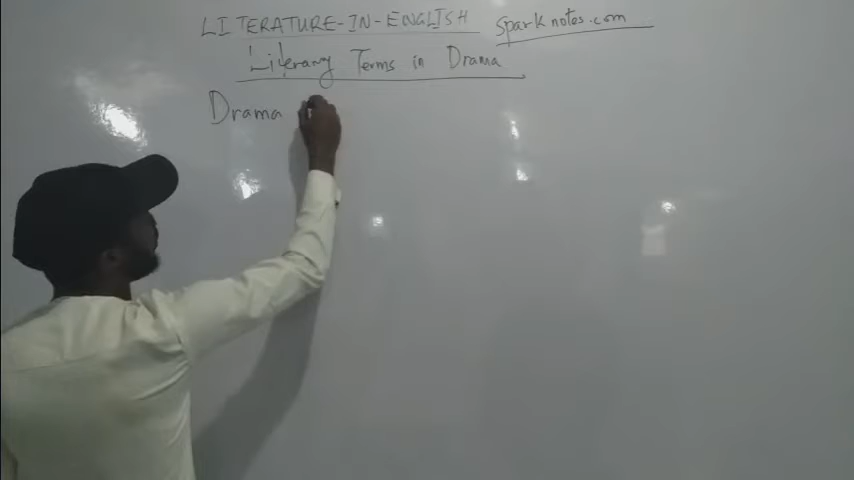 LITERATURE-IN-ENGLISH sparknotes.com
Literary Terms in Drama
Drama